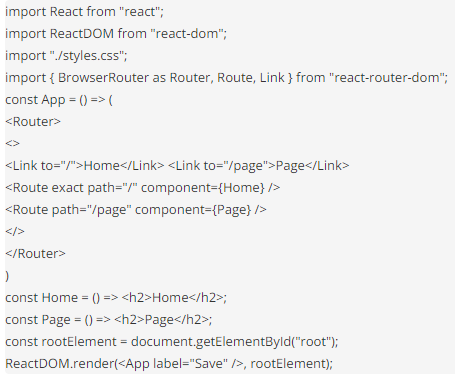 import React from "react";
import ReactDOM from "react-dom";
import "./styles.css";
import { BrowserRouter as Router, Route, Link } from "react-router-dom";
const App = () => (
<Router>
<>
<Link to="/">Home</Link> <Link to="/page">Page</Link>
<Route exact path="/" component={Home} />
<Route path="/page" component={Page} />
</>
</Router>
)
const Home = () => <h2>Home</h2>;
const Page = () => <h2>Page</h2>;
const rootElement = document.getElementById("root");
ReactDOM.render(<App label="Save" />, rootElement);